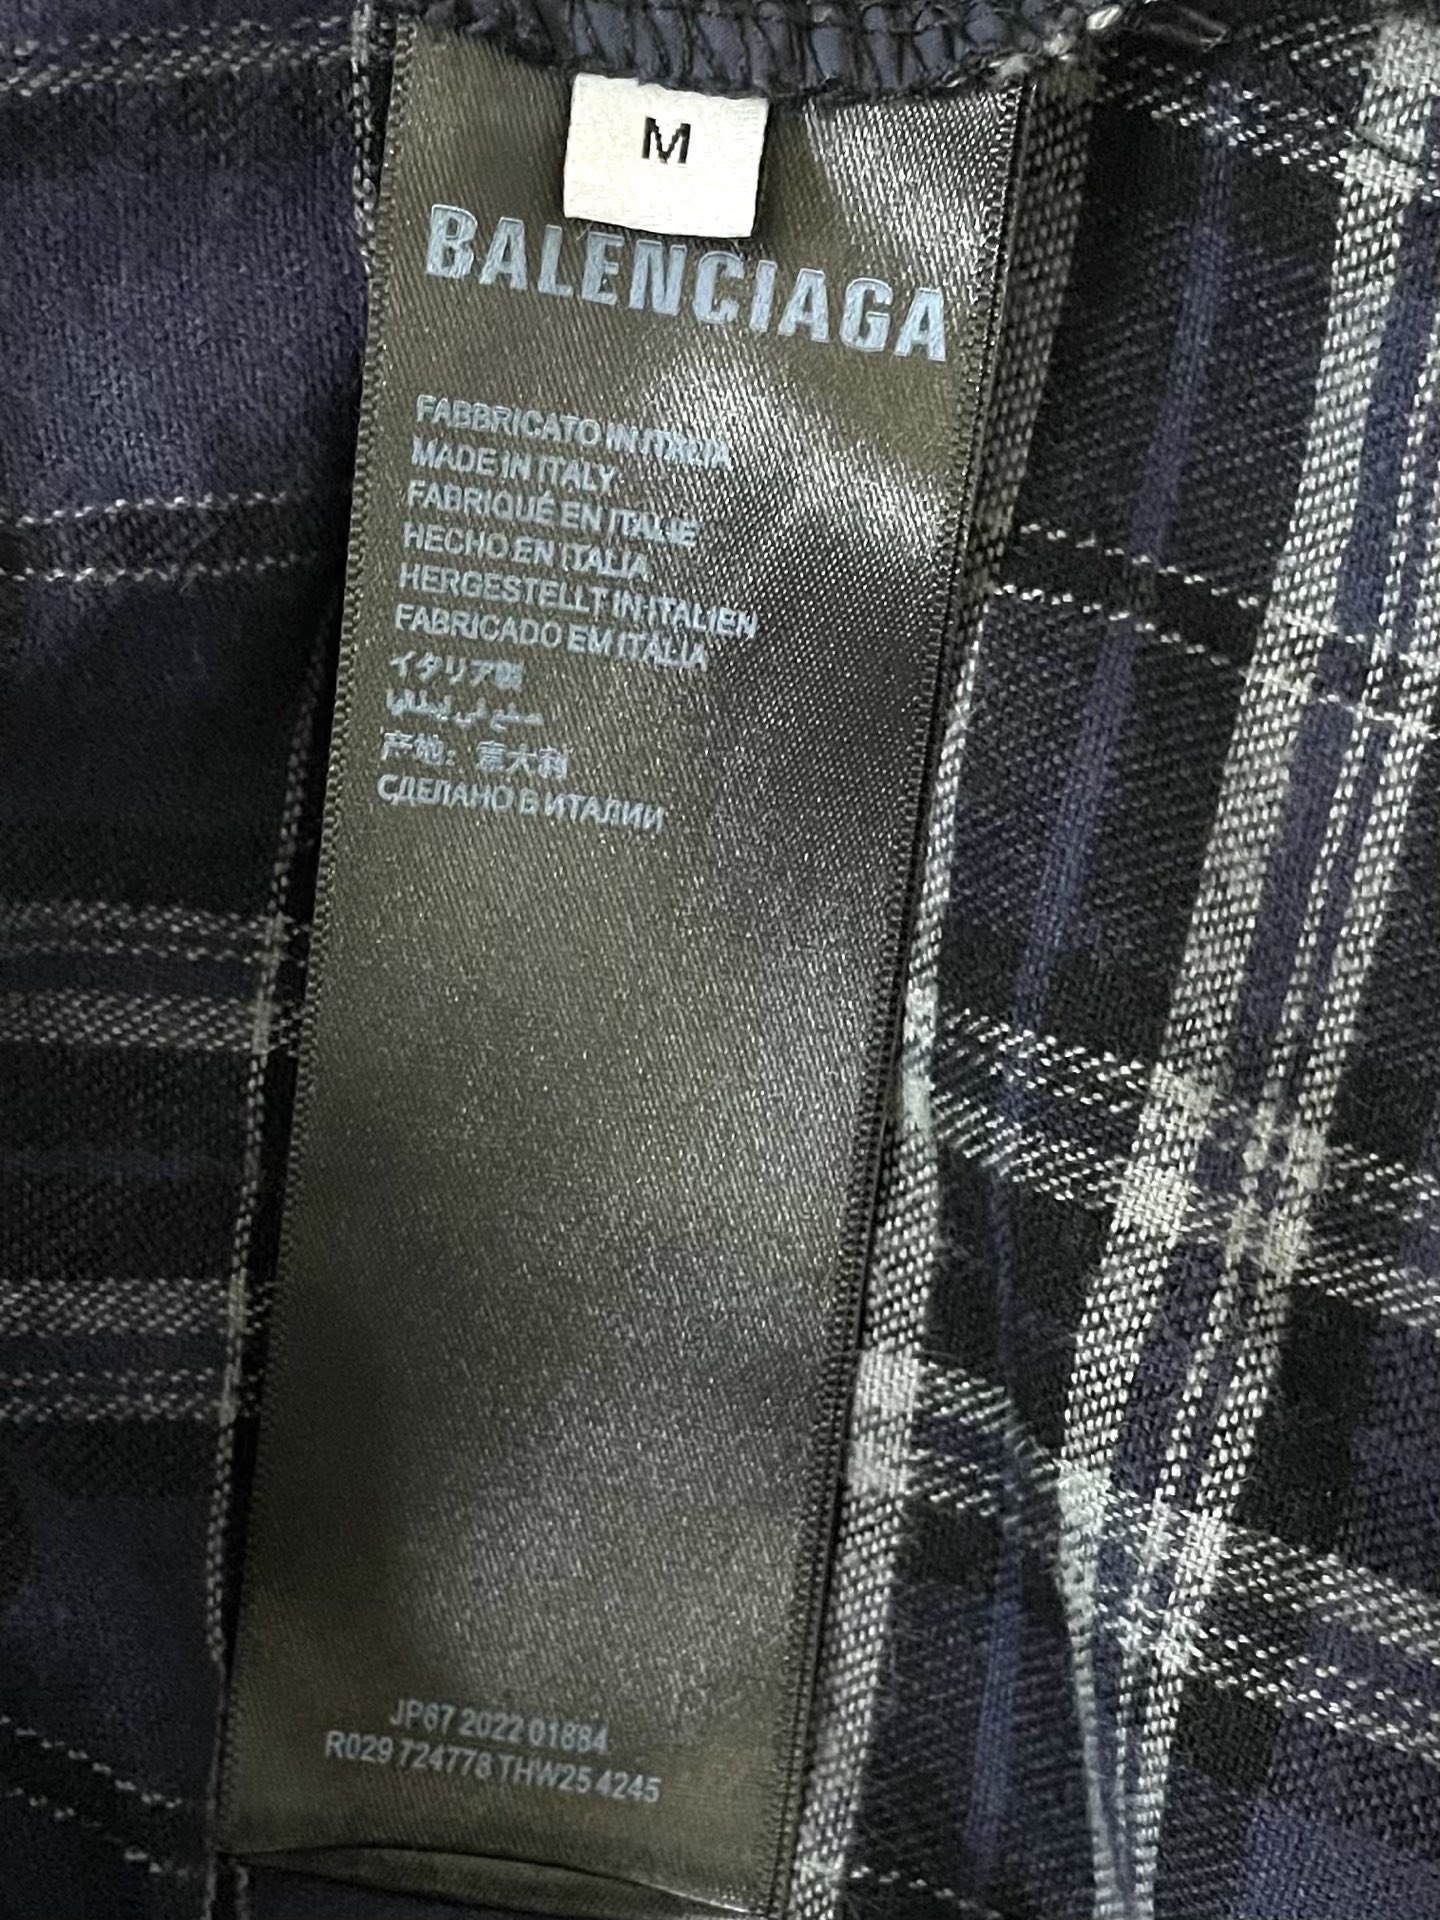 M
BALENCIAGA
FABBRICATO IN ITALIA
MADE IN ITALY
FABRIQUÉ EN ITALIE
HECHO EN ITALIA
HERGESTELLT IN ITALIEN
FABRICADO EM ITALIA
イタリア製
صنع في إيطاليا
产地：意大利
СДЕЛАНО В ИТАЛИИ
JP67 2022 01884
R029 724778 THW25 4245